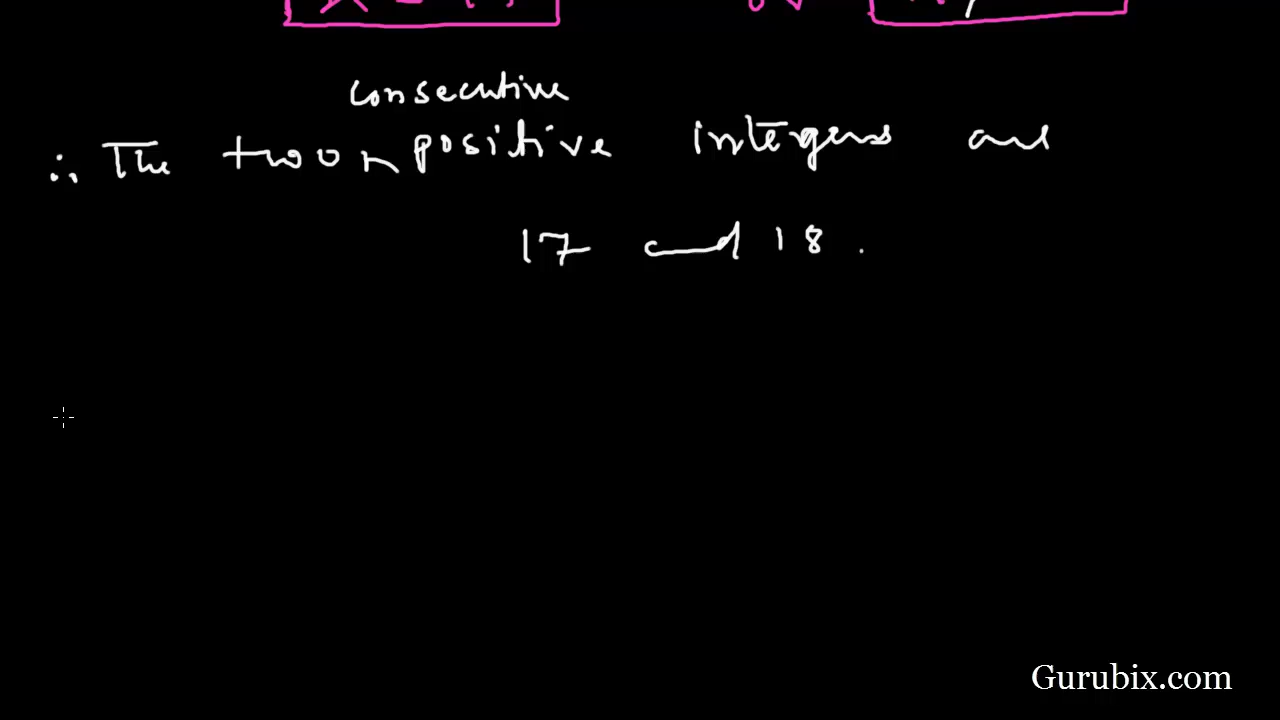 consecutive
∴ The two positive integers are
17 and 18 .
Gurubix.com